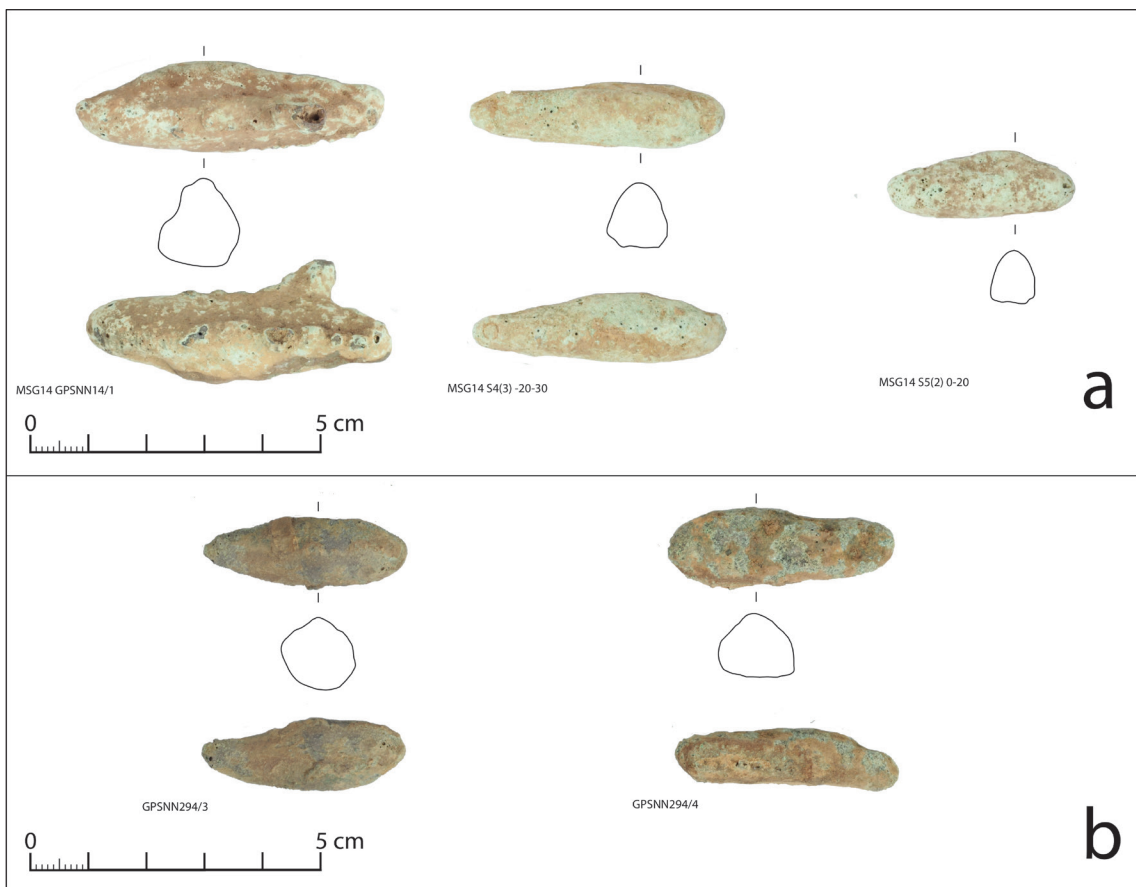 MSG14 GPSNN14/1
MSG14 S4(3) -20-30
MSG14 S5(2) 0-20
a
0 5 cm
GPSNN294/3
GPSNN294/4
0 5 cm
b